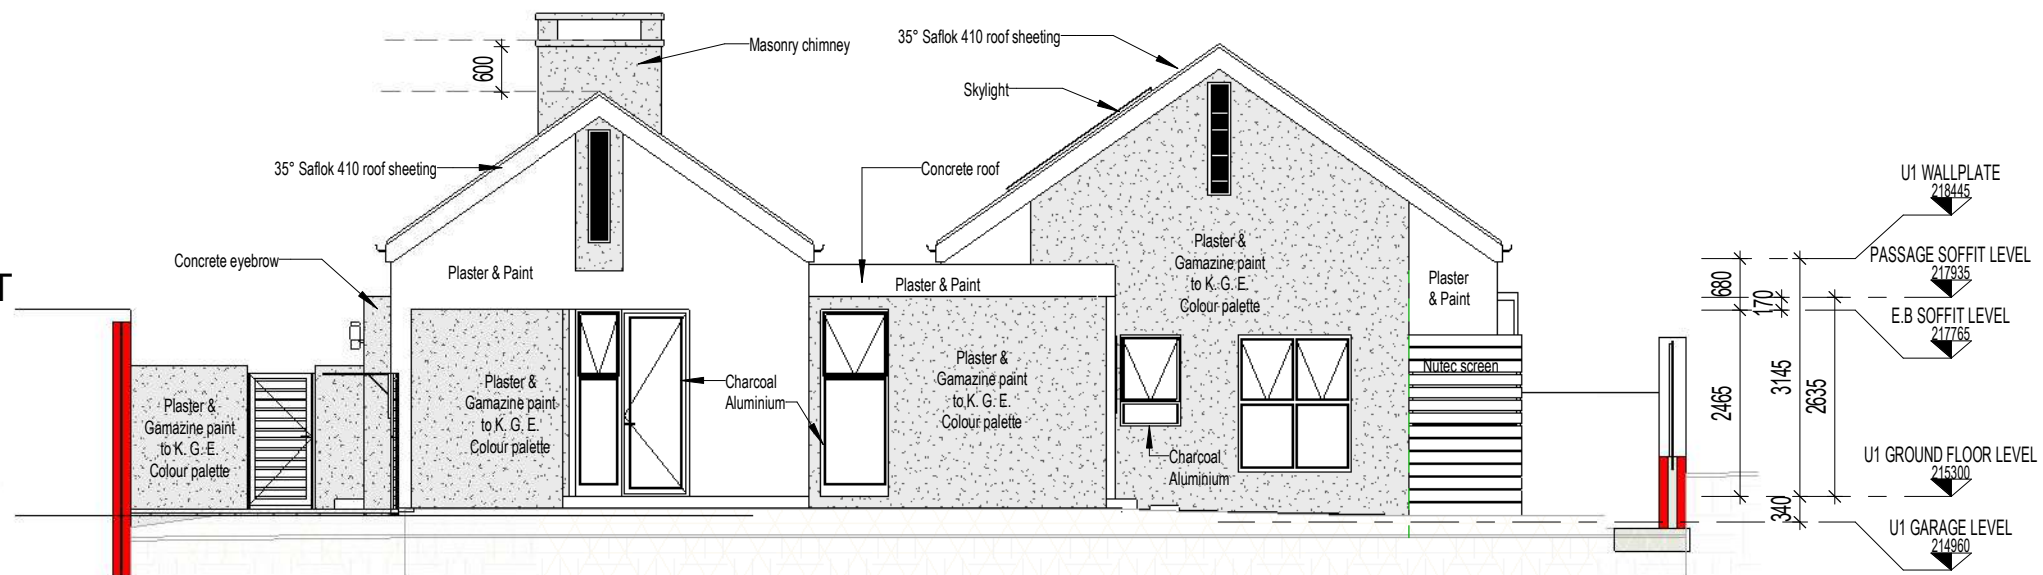 Masonry chimney
35° Saflok 410 roof sheeting
Skylight
600
35° Saflok 410 roof sheeting
Concrete roof
Concrete eyebrow
Plaster & Paint
Plaster & Paint
Plaster &
Gamazine paint
to K. G. E.
Colour palette
Plaster
& Paint
T
Plaster &
Gamazine paint
to K. G. E.
Colour palette
Plaster &
Gamazine paint
to K. G. E.
Colour palette
Charcoal
Aluminium
Plaster &
Gamazine paint
to K. G. E.
Colour palette
Charcoal
Aluminium
Nutec screen
680
170
2465
3145
2635
340
U1 WALLPLATE
218445
PASSAGE SOFFIT LEVEL
217935
E.B SOFFIT LEVEL
217765
U1 GROUND FLOOR LEVEL
215300
U1 GARAGE LEVEL
214960